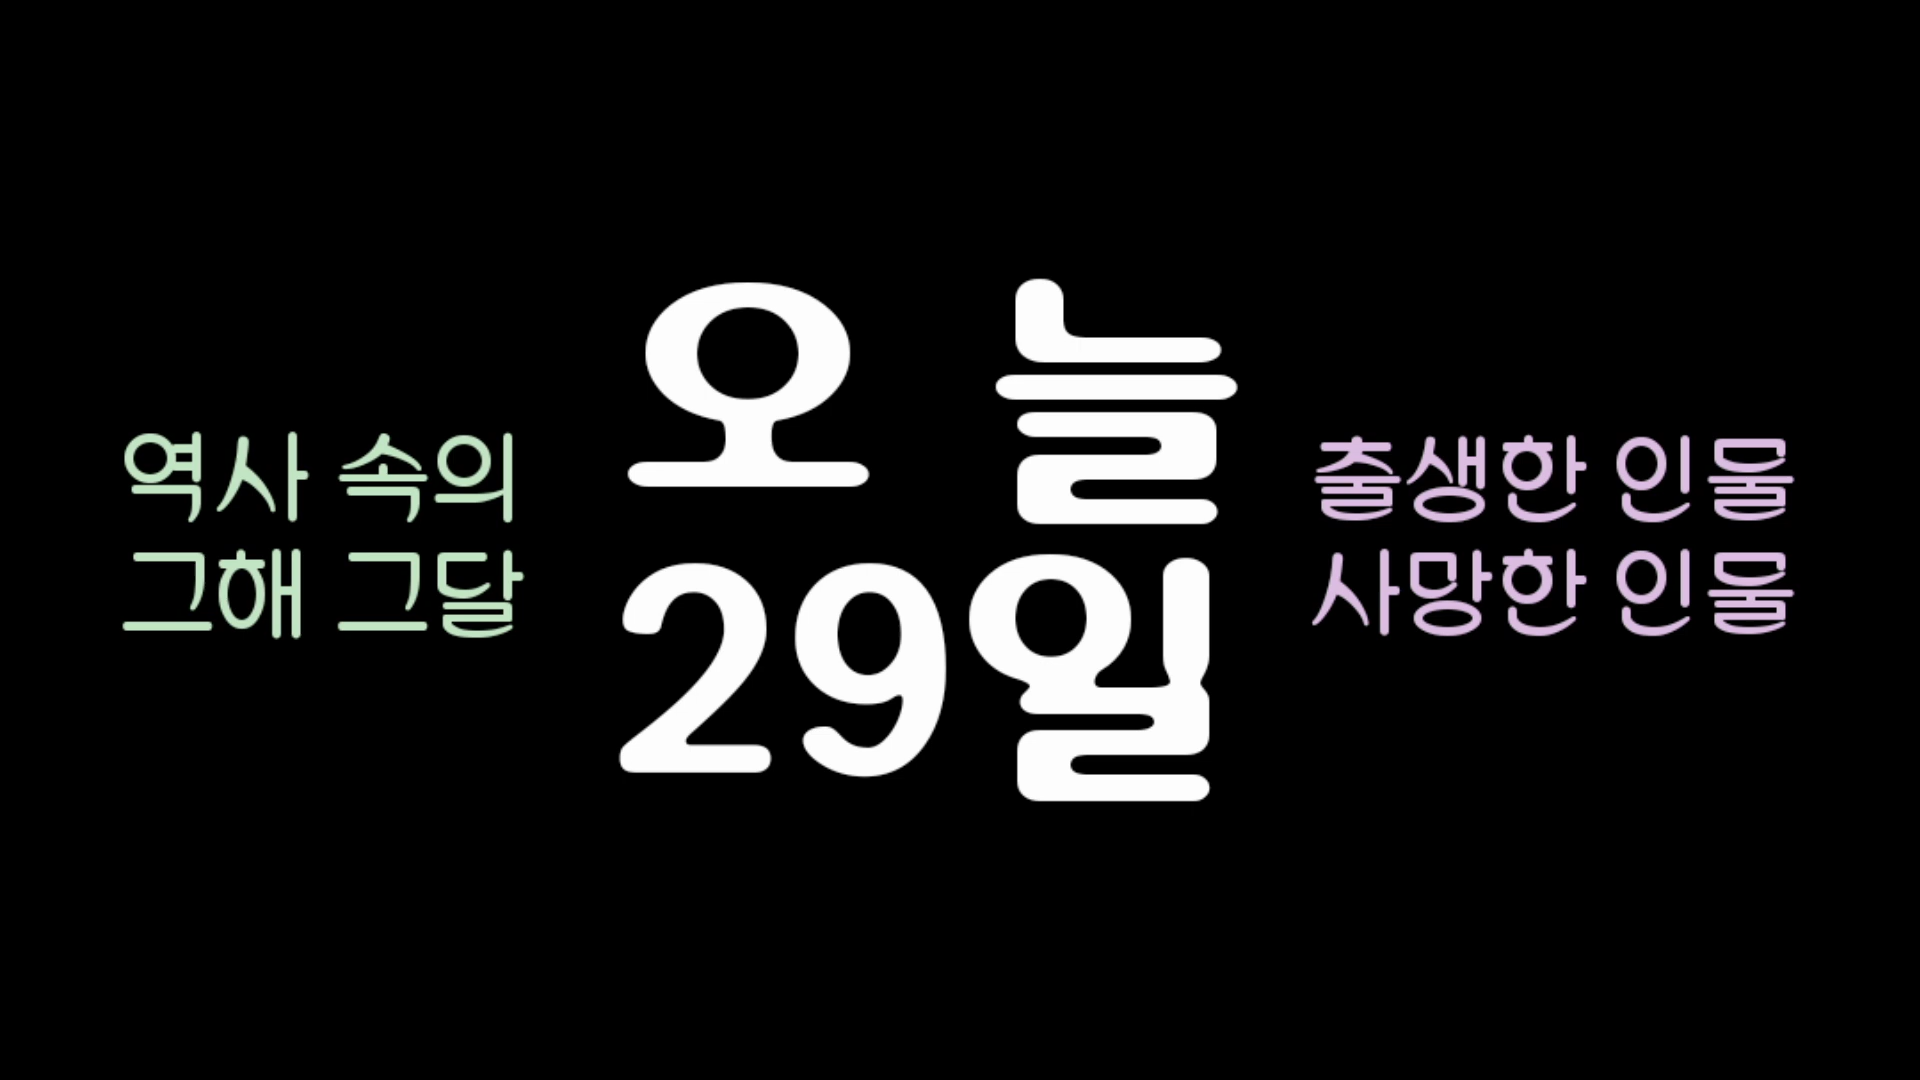 역사 속의
그해 그달
오늘
29일
출생한 인물
사망한 인물